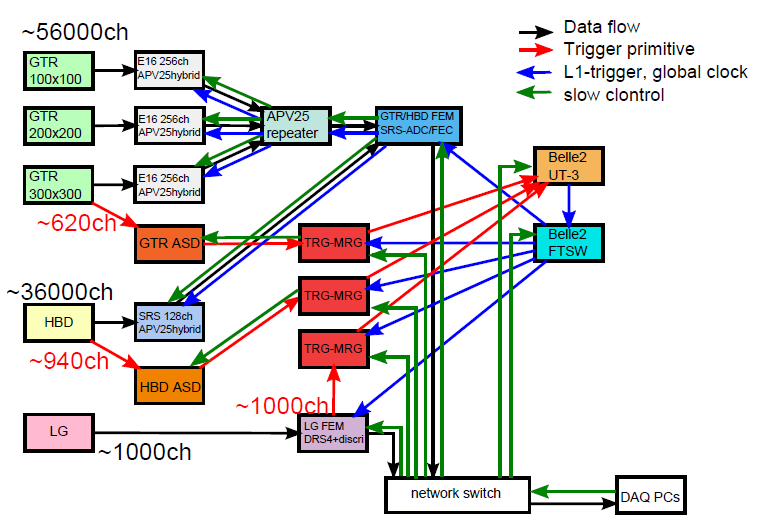 ~56000ch
Data flow
Trigger primitive
L1-trigger, global clock
slow clontrol
GTR
100x100
E16 256ch
APV25hybrid
GTR
200x200
E16 256ch
APV25hybrid
APV25
repeater
GTR/HBD FEM
SRS-ADC/FEC
GTR
300x300
E16 256ch
APV25hybrid
Belle2
UT-3
~620ch
GTR ASD
TRG-MRG
Belle2
FTSW
~36000ch
HBD
SRS 128ch
APV25hybrid
TRG-MRG
~940ch
HBD ASD
TRG-MRG
~1000ch
LG
~1000ch
LG FEM
DRS4+discri
network switch
DAQ PCs